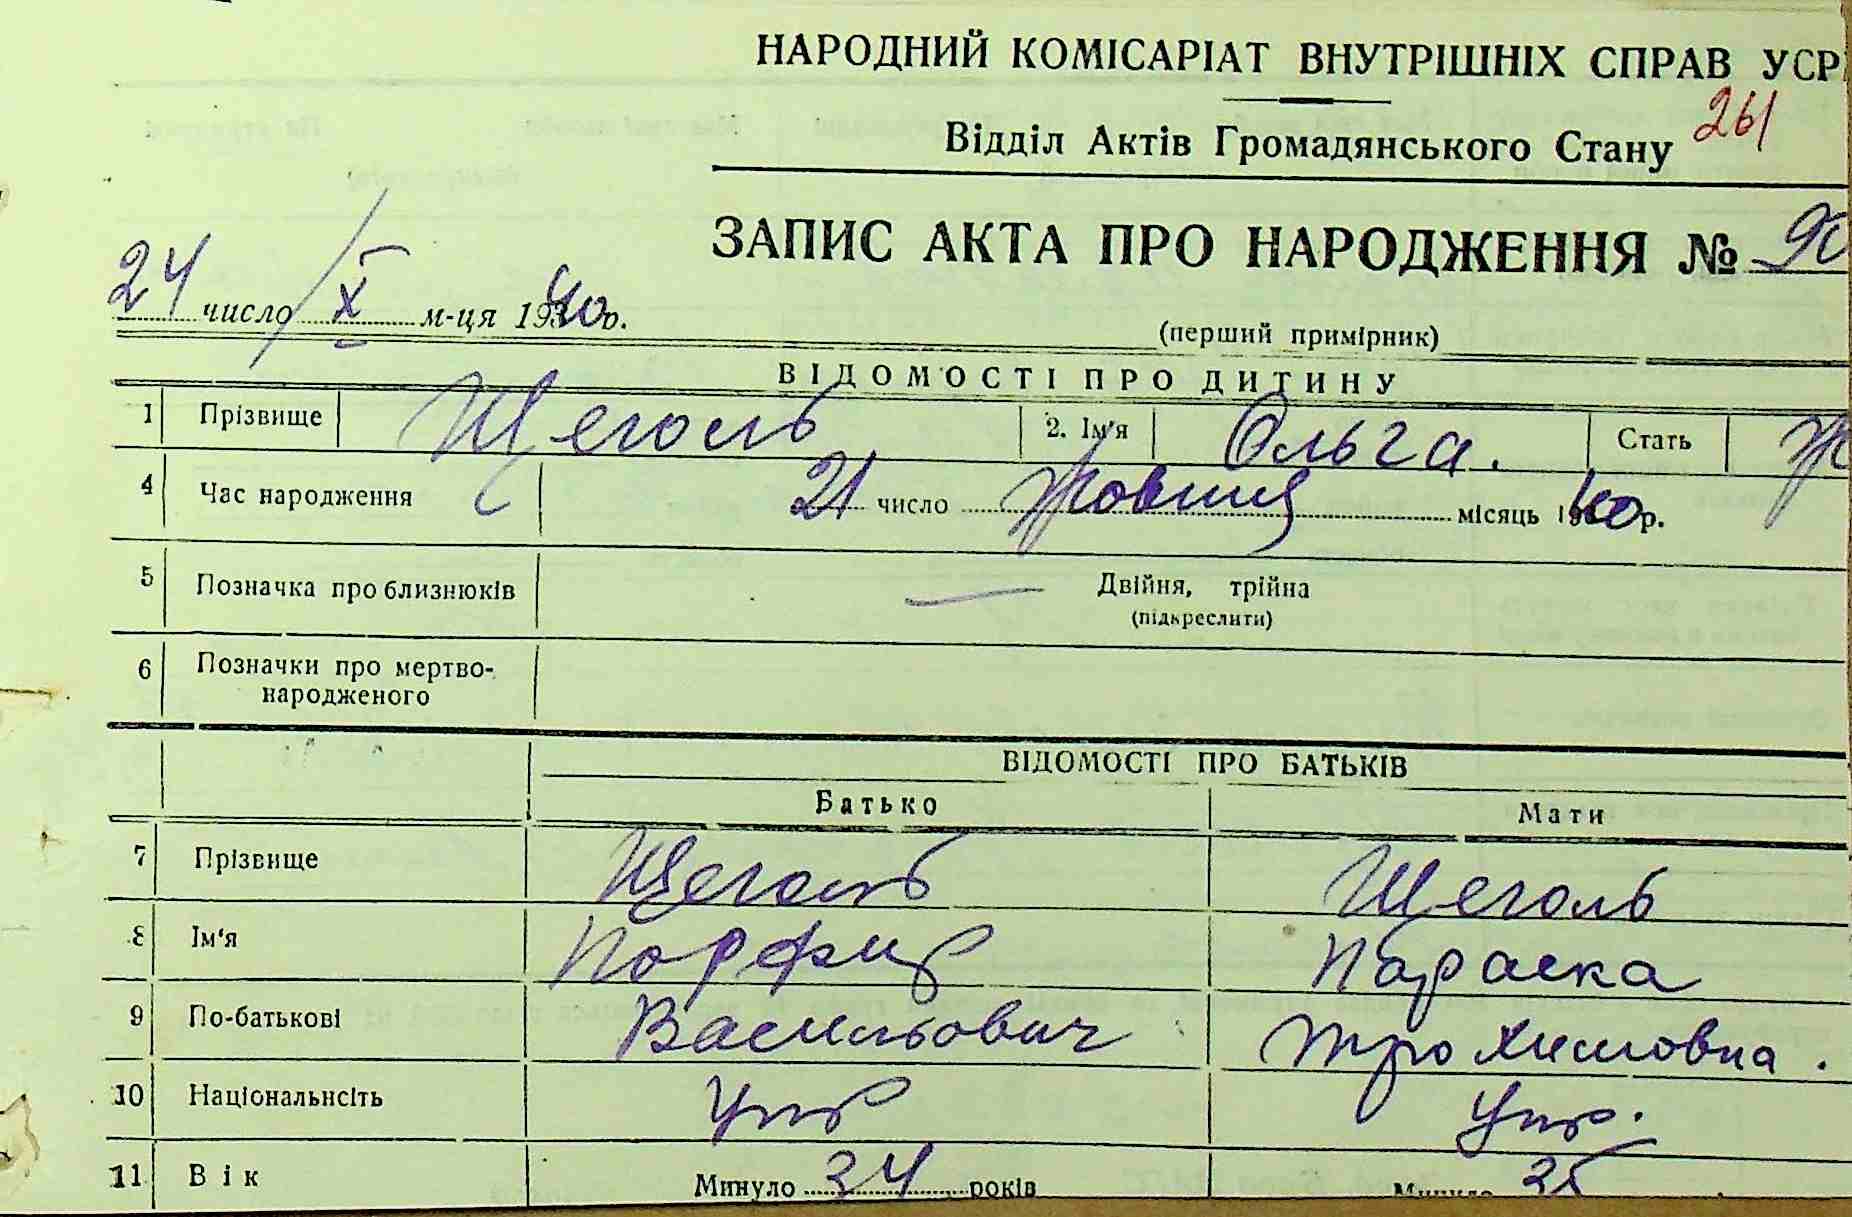 НАРОДНИЙ КОМІСАРІАТ ВНУТРІШНІХ СПРАВ УСР
261
Відділ Актів Громадянського Стану
ЗАПИС АКТА ПРО НАРОДЖЕННЯ № 90
24 число X м-ця 1940 р.
(перший примірник)
ВІДОМОСТІ ПРО ДИТИНУ
1 Прізвище Щеголь 2. Ім'я Ольга. Стать Ж
4 Час народження 21 число Жовтня місяць 1940 р.
5 Позначка про близнюків — Двійня, трійна
(підкреслити)
6 Позначки про мертво-
народженого
ВІДОМОСТІ ПРО БАТЬКІВ
Батько Мати
7 Прізвище Щеголь Щеголь
8 Ім'я Порфир Параска
9 По-батькові Васильович Трохимовна.
10 Національнсіть Укр Укр.
11 Вік Минуло 34 років Минуло 25